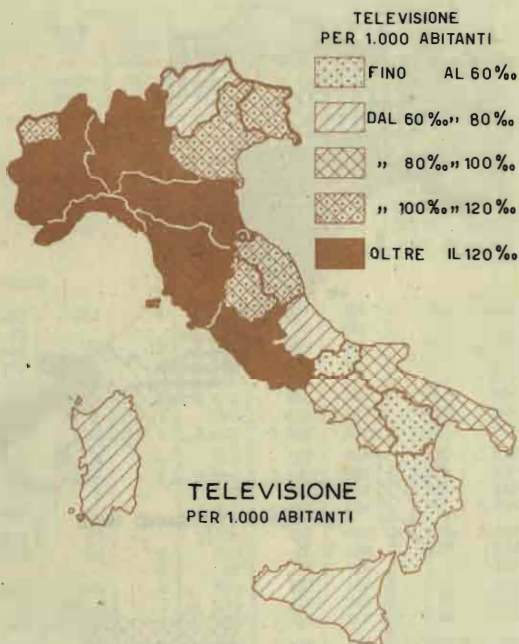 TELEVISIONE
PER 1.000 ABITANTI
FINO AL 60‰
DAL 60‰ ,, 80‰
,, 80‰ ,, 100‰
,, 100‰ ,, 120‰
OLTRE IL 120‰
TELEVISIONE
PER 1.000 ABITANTI